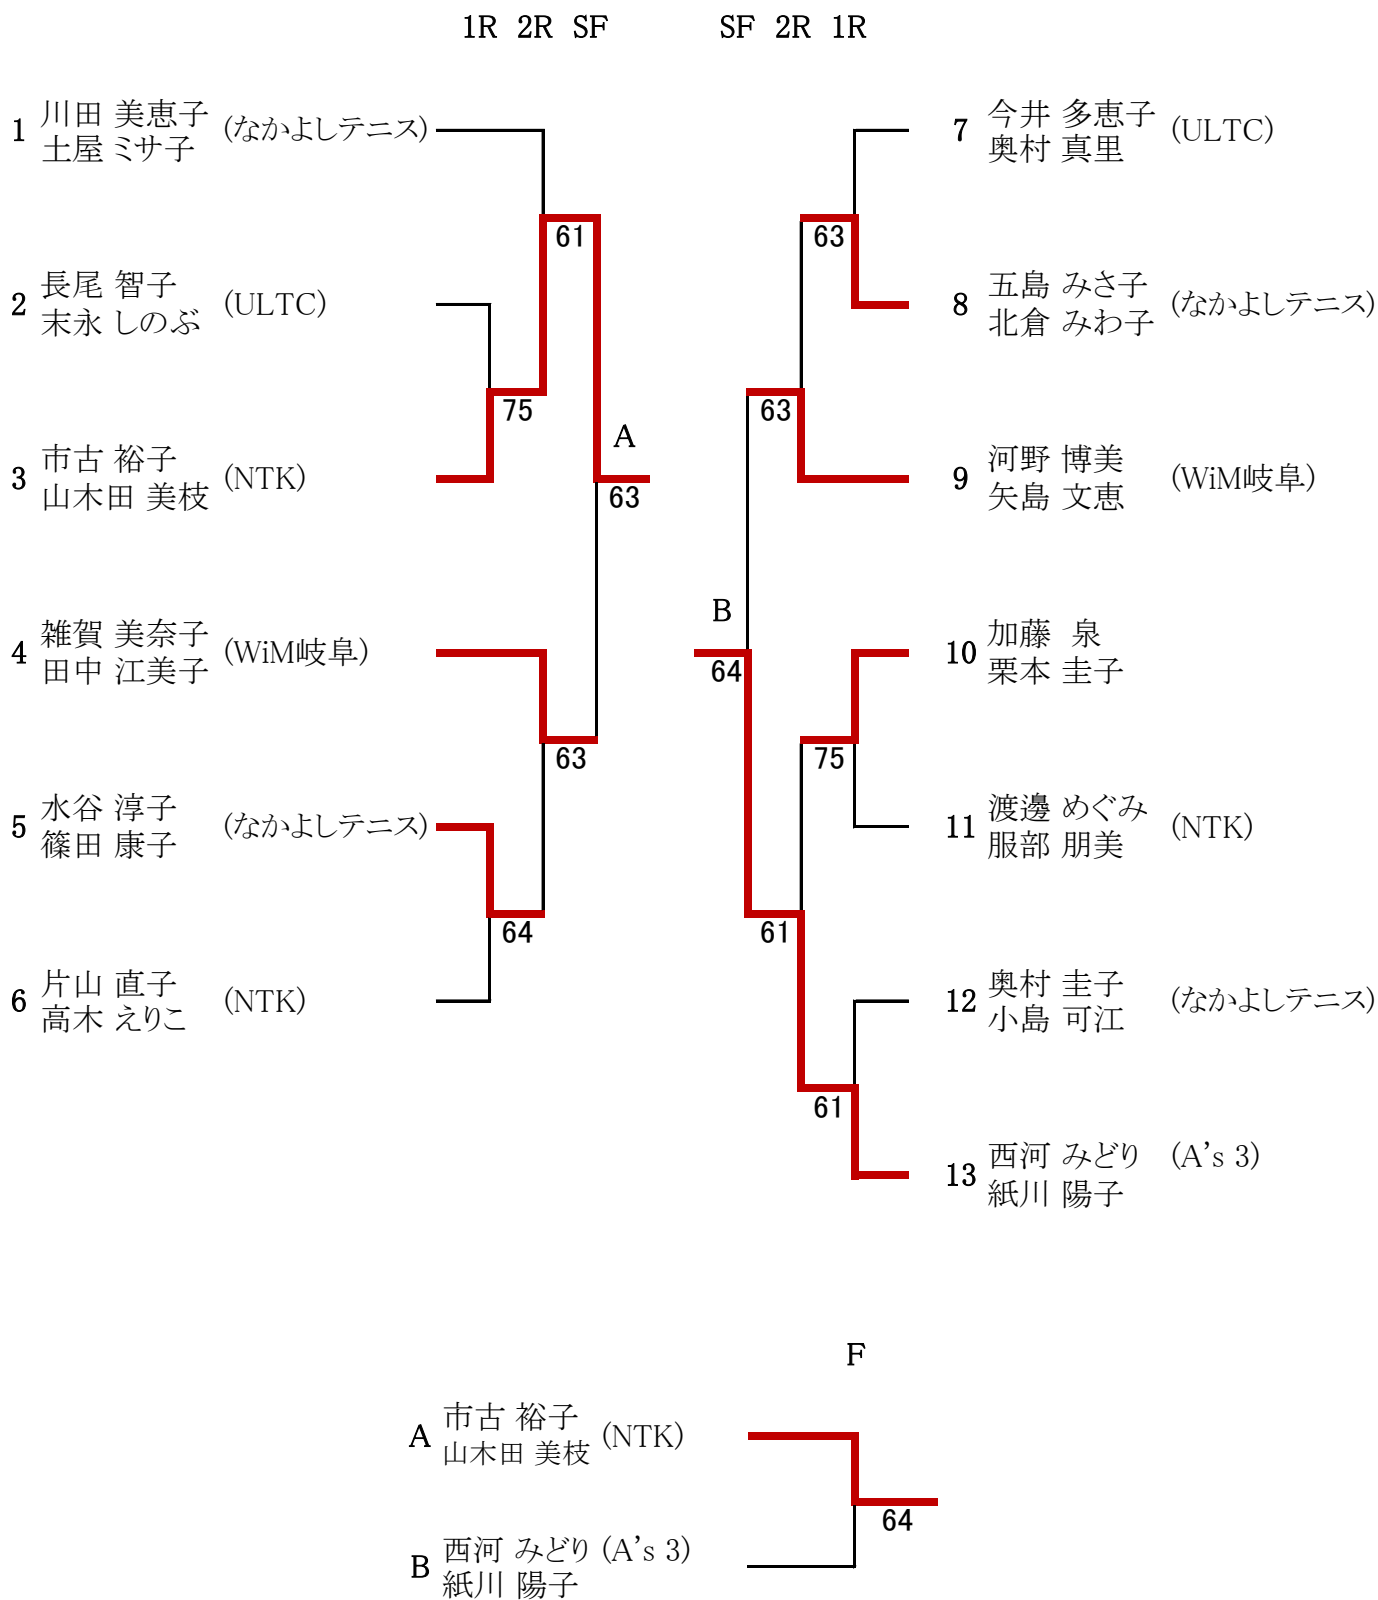 1R 2R SF
SF 2R 1R
1 川田 美恵子 (なかよしテニス)
土屋 ミサ子
61
2 長尾 智子 (ULTC)
末永 しのぶ
75
A
3 市古 裕子 (NTK)
山木田 美枝
63
4 雑賀 美奈子 (WiM岐阜)
田中 江美子
63
5 水谷 淳子 (なかよしテニス)
篠田 康子
64
6 片山 直子 (NTK)
高木 えりこ
7 今井 多恵子 (ULTC)
奥村 真里
63
8 五島 みさ子 (なかよしテニス)
北倉 みわ子
63
9 河野 博美 (WiM岐阜)
矢島 文恵
B
64
10 加藤 泉
栗本 圭子
75
11 渡邊 めぐみ (NTK)
服部 朋美
61
12 奥村 圭子 (なかよしテニス)
小島 可江
61
13 西河 みどり (A's 3)
紙川 陽子
F
A 市古 裕子 (NTK)
山木田 美枝
64
B 西河 みどり (A's 3)
紙川 陽子